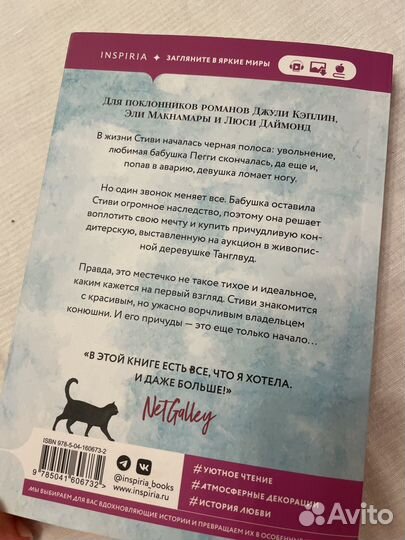 INSPIRIA ✦ ЗАГЛЯНИТЕ В ЯРКИЕ МИРЫ
Для поклонников романов Джули Кэплин,
Эли Макнамары и Люси Даймонд
В жизни Стиви началась черная полоса: увольнение,
любимая бабушка Пегги скончалась, да еще и,
попав в аварию, девушка ломает ногу.
Но один звонок меняет все. Бабушка оставила
Стиви огромное наследство, поэтому она решает
воплотить свою мечту и купить причудливую кон-
дитерскую, выставленную на аукцион в живопис-
ной деревушке Танглвуд.
Правда, это местечко не такое тихое и идеальное,
каким кажется на первый взгляд. Стиви знакомится
с красивым, но ужасно ворчливым владельцем
конюшни. И его причуды — это еще только начало...
«В ЭТОЙ КНИГЕ ЕСТЬ ВСЕ, ЧТО Я ХОТЕЛА.
И ДАЖЕ БОЛЬШЕ!»
NetGalley
ISBN 978-5-04-160673-2
9785041606732>
@inspiria_books
inspiria.ru
#УЮТНОЕ ЧТЕНИЕ
#АТМОСФЕРНЫЕ ДЕКОРАЦИИ
#ИСТОРИЯ ЛЮБВИ
МЫ ВЫБИРАЕМ ДЛЯ ВАС ВДОХНОВЛЯЮЩИЕ ИСТОРИИ И ПРЕВРАЩАЕМ ИХ В ОСОБЕННЫЕ
Avito